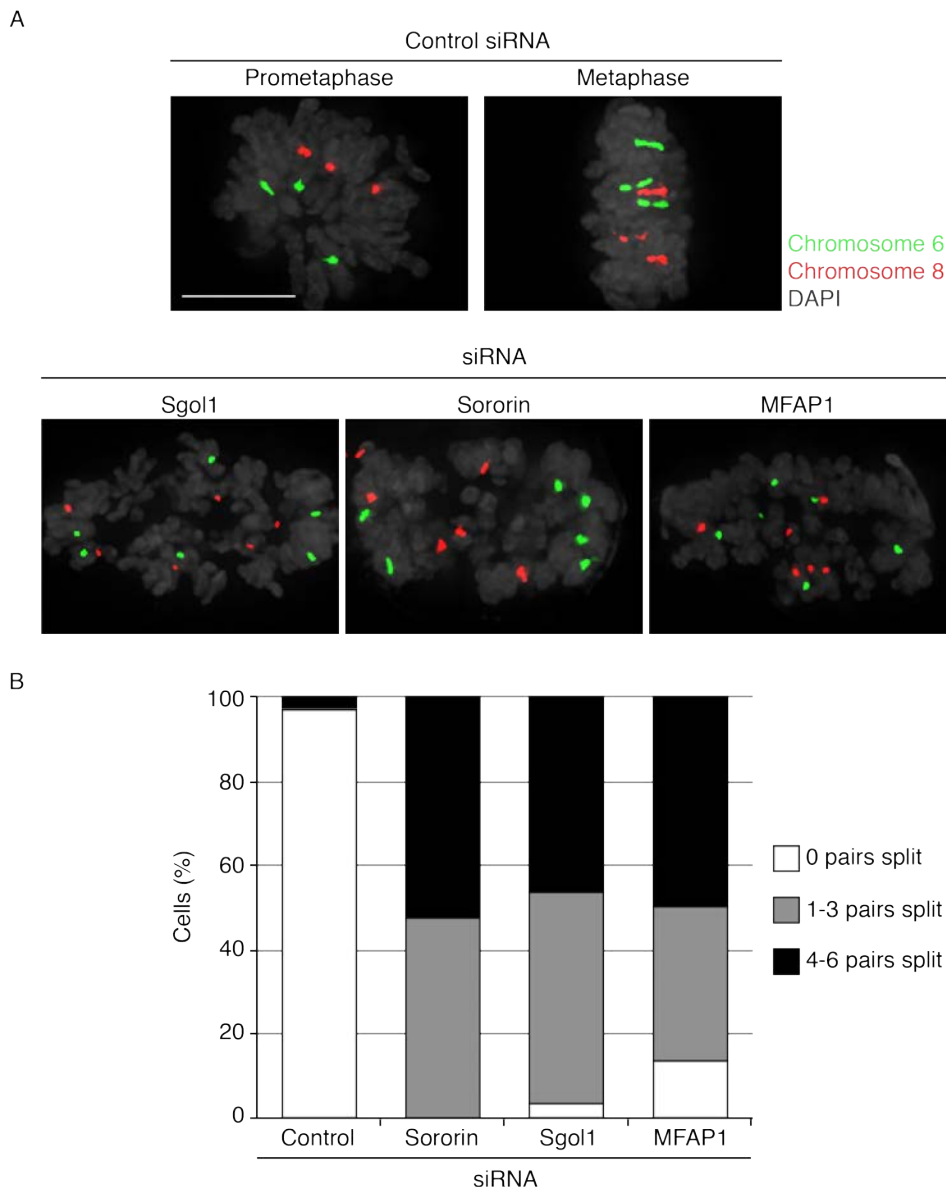 A
Control siRNA
Prometaphase Metaphase
Chromosome 6
Chromosome 8
DAPI
siRNA
Sgol1 Sororin MFAP1
B
100
80
60
40
20
0
Cells (%)
0 pairs split
1-3 pairs split
4-6 pairs split
Control Sororin Sgol1 MFAP1
siRNA